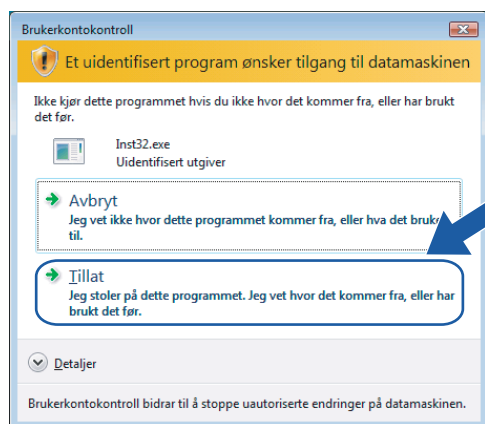 Brukerkontokontroll
Et uidentifisert program ønsker tilgang til datamaskinen
Ikke kjør dette programmet hvis du ikke hvor det kommer fra, eller har brukt
det før.
Inst32.exe
Uidentifisert utgiver
Avbryt
Jeg vet ikke hvor dette programmet kommer fra, eller hva det
til.
Tillat
Jeg stoler på dette programmet. Jeg vet hvor det kommer fra, eller har
brukt det før.
Detaljer
Brukerkontokontroll bidrar til å stoppe uautoriserte endringer på datamaskinen.